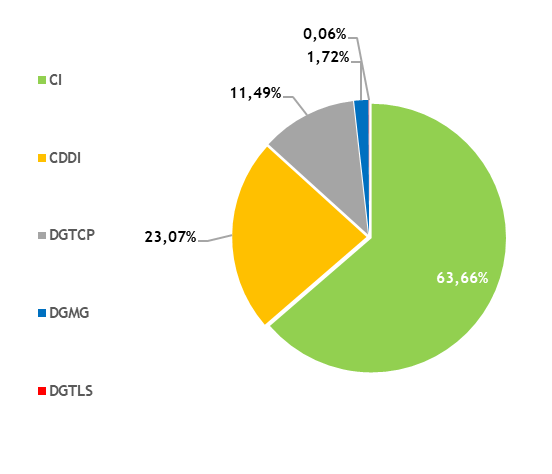 0,06%
1,72%
CI
11,49%
CDDI
DGTCP
23,07%
63,66%
DGMG
DGTLS